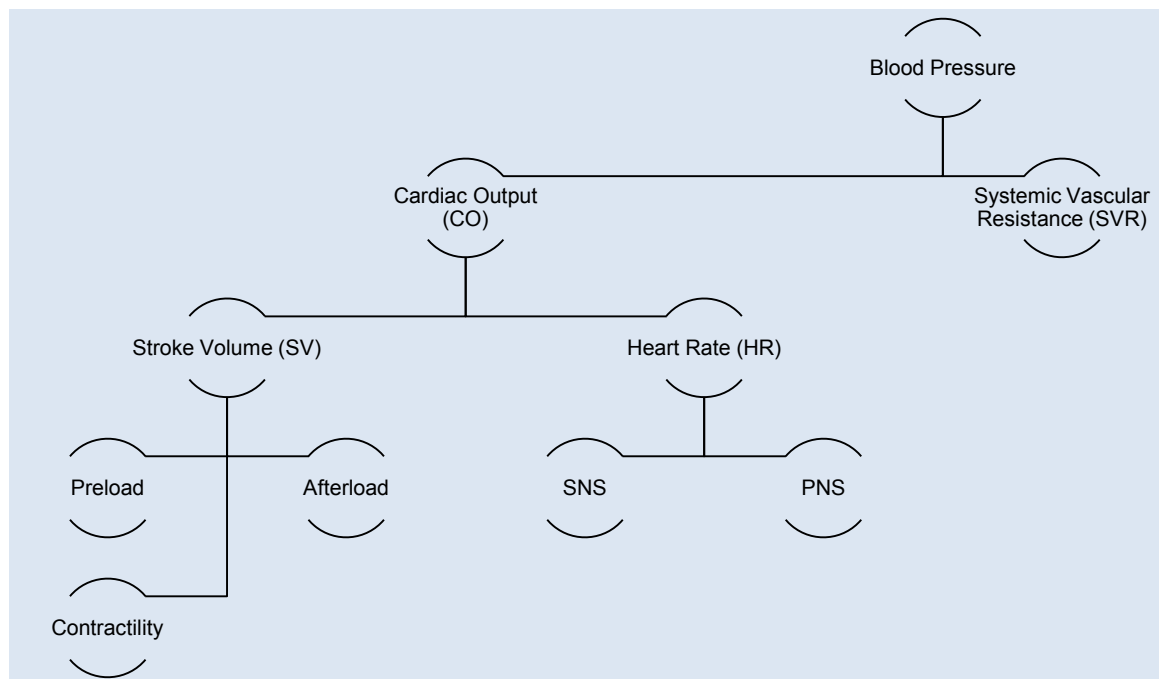 Blood Pressure
Cardiac Output
(CO)
Systemic Vascular
Resistance (SVR)
Stroke Volume (SV)
Heart Rate (HR)
Preload
Afterload
SNS
PNS
Contractility